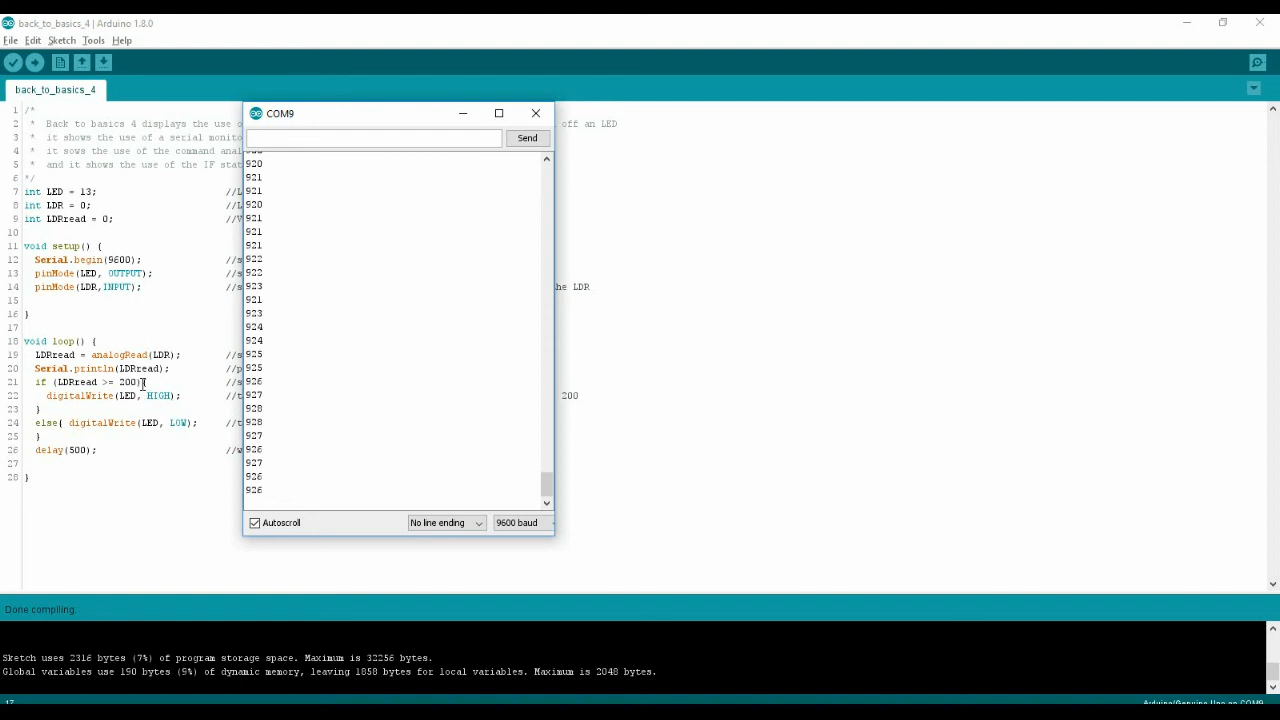 back_to_basics_4 | Arduino 1.8.0
File Edit Sketch Tools Help
back_to_basics_4
COM9
Send
1 /*
2 * Back to basics 4 displays the use o off an LED
3 * it shows the use of a serial monito
4 * it sows the use of the command anal
5 * and it shows the use of the IF stat
6 */
7 int LED = 13; //L
8 int LDR = 0; //L
9 int LDRread = 0; //V
10
11 void setup() {
12 Serial.begin(9600); //s
13 pinMode(LED, OUTPUT); //s
14 pinMode(LDR,INPUT); //s he LDR
15
16 }
17
18 void loop() {
19 LDRread = analogRead(LDR); //s
20 Serial.println(LDRread); //p
21 if (LDRread >= 200){ //s
22 digitalWrite(LED, HIGH); //t 200
23 }
24 else{ digitalWrite(LED, LOW); //t
25 }
26 delay(500); //w
27
28 }
920
921
921
920
921
921
921
922
922
923
921
923
924
924
925
925
926
927
928
928
927
926
927
926
926
Autoscroll No line ending 9600 baud
Done compiling.
Sketch uses 2316 bytes (7%) of program storage space. Maximum is 32256 bytes.
Global variables use 190 bytes (9%) of dynamic memory, leaving 1858 bytes for local variables. Maximum is 2048 bytes.
17 Arduino/Genuino Uno on COM9